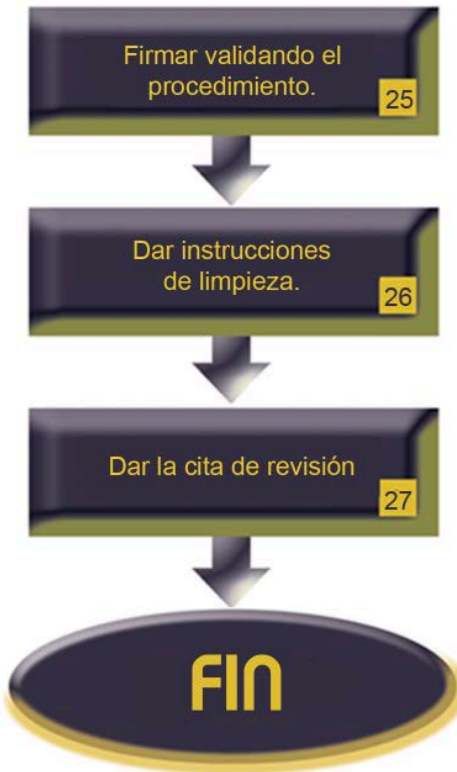 Firmar validando el
procedimiento.
25
Dar instrucciones
de limpieza.
26
Dar la cita de revisión
27
FIN